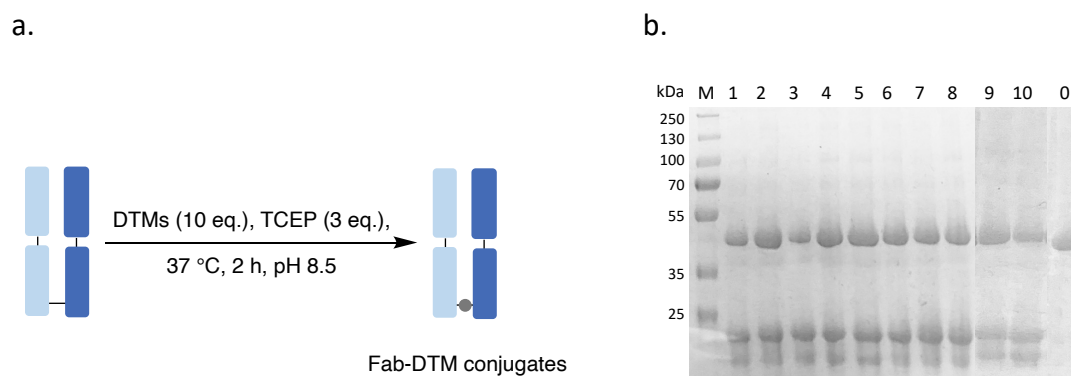 a.
DTMs (10 eq.), TCEP (3 eq.),
37 °C, 2 h, pH 8.5
Fab-DTM conjugates
b.
kDa M 1 2 3 4 5 6 7 8 9 10 0
250
130
100
70
55
35
25